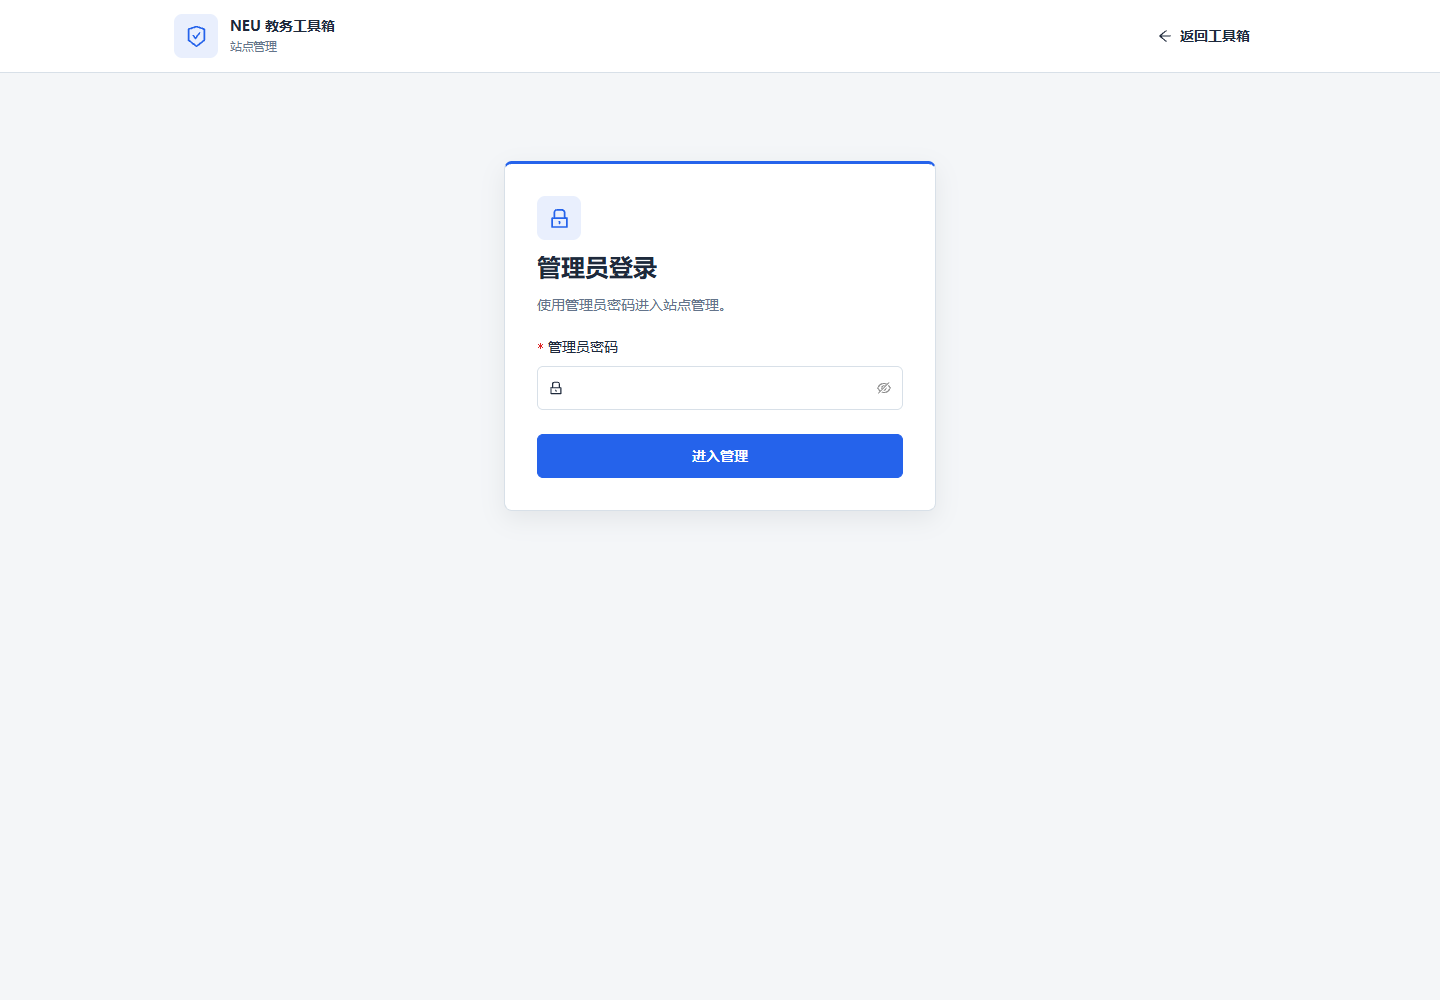 NEU 教务工具箱
站点管理
返回工具箱
管理员登录
使用管理员密码进入站点管理。
* 管理员密码
进入管理